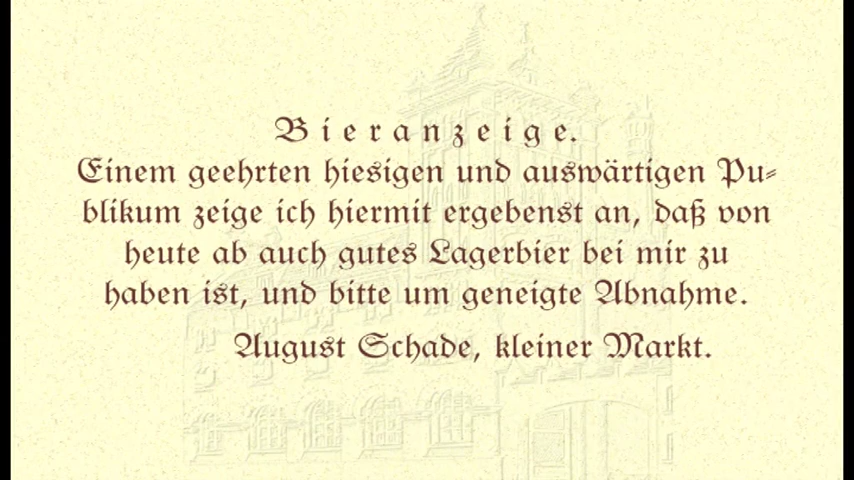 Bieranzeige.
Einem geehrten hiesigen und auswärtigen Pu-
blikum zeige ich hiermit ergebenst an, daß von
heute ab auch gutes Lagerbier bei mir zu
haben ist, und bitte um geneigte Abnahme.
August Schade, kleiner Markt.